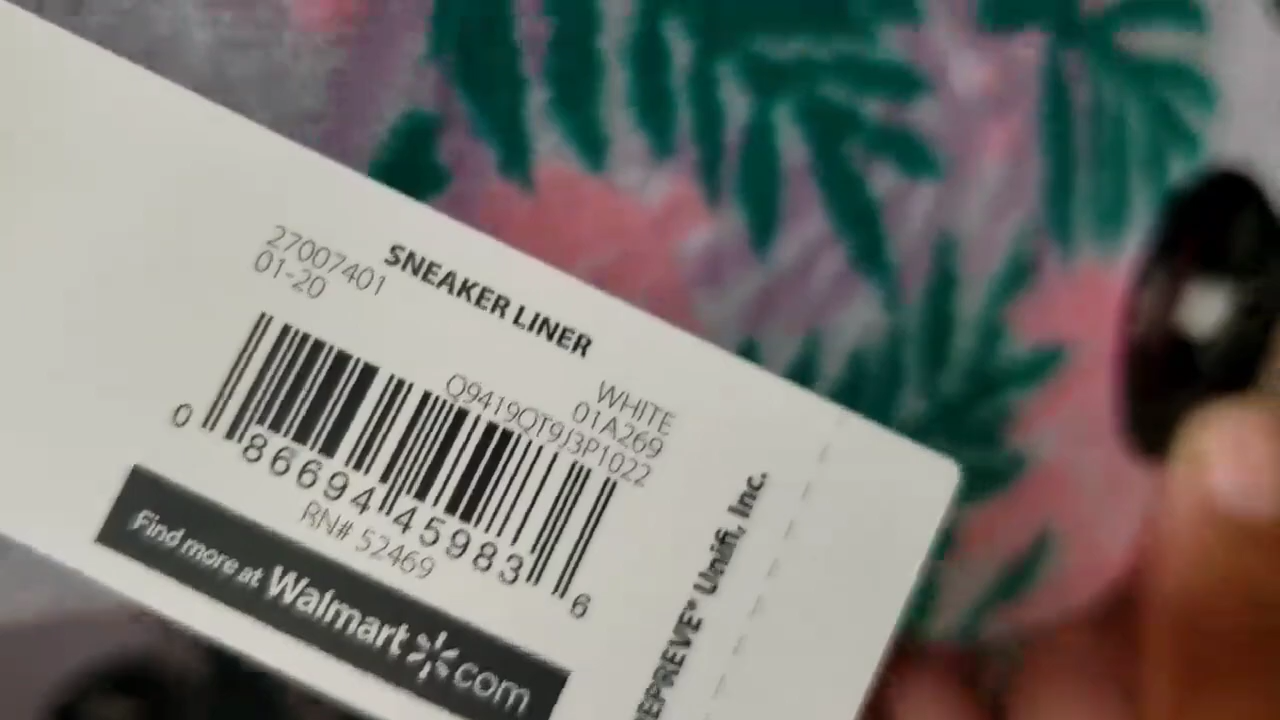 27007401
01-20
SNEAKER LINER
WHITE
01A269
Q9419QT9J3P1022
0 86694 45983 6
RN# 52469
Find more at Walmart com
EPREVE® Unifi, Inc.